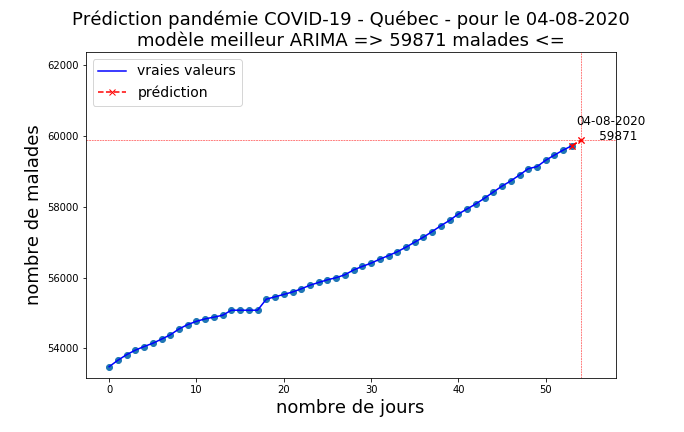 Prédiction pandémie COVID-19 - Québec - pour le 04-08-2020
modèle meilleur ARIMA => 59871 malades <=
vraies valeurs
prédiction
04-08-2020
59871
nombre de malades
62000
60000
58000
56000
54000
0 10 20 30 40 50
nombre de jours